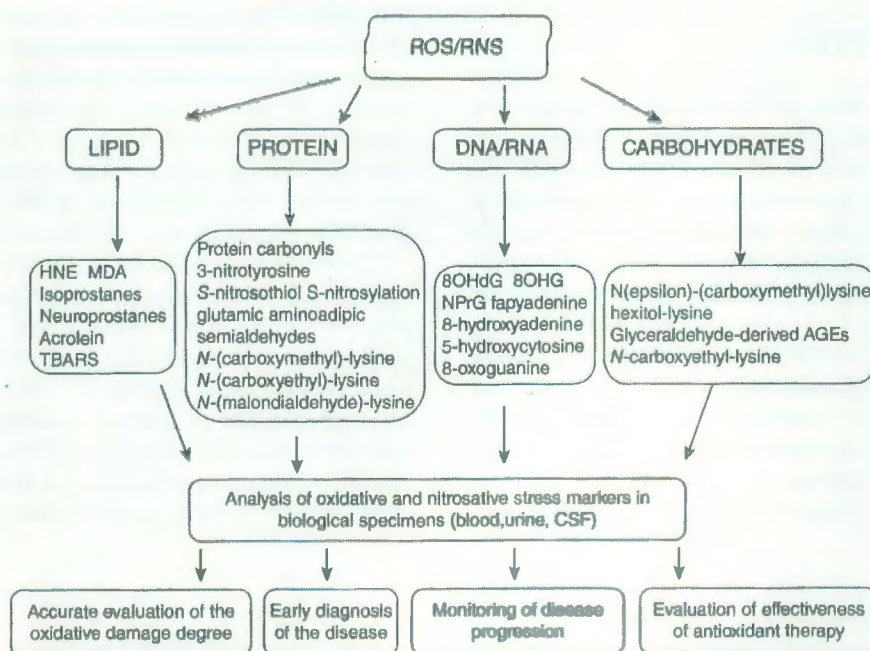 ROS/RNS
LIPID
PROTEIN
DNA/RNA
CARBOHYDRATES
HNE MDA
Isoprostanes
Neuroprostanes
Acrolein
TBARS
Protein carbonyls
3-nitrotyrosine
S-nitrosothiol S-nitrosylation
glutamic aminoadipic
semialdehydes
N-(carboxymethyl)-lysine
N-(carboxyethyl)-lysine
N-(malondialdehyde)-lysine
8OHdG 8OHG
NPrG fapyadenine
8-hydroxyadenine
5-hydroxycytosine
8-oxoguanine
N(epsilon)-(carboxymethyl)lysine
hexitol-lysine
Glyceraldehyde-derived AGEs
N-carboxyethyl-lysine
Analysis of oxidative and nitrosative stress markers in
biological specimens (blood,urine, CSF)
Accurate evaluation of the
oxidative damage degree
Early diagnosis
of the disease
Monitoring of disease
progression
Evaluation of effectiveness
of antioxidant therapy